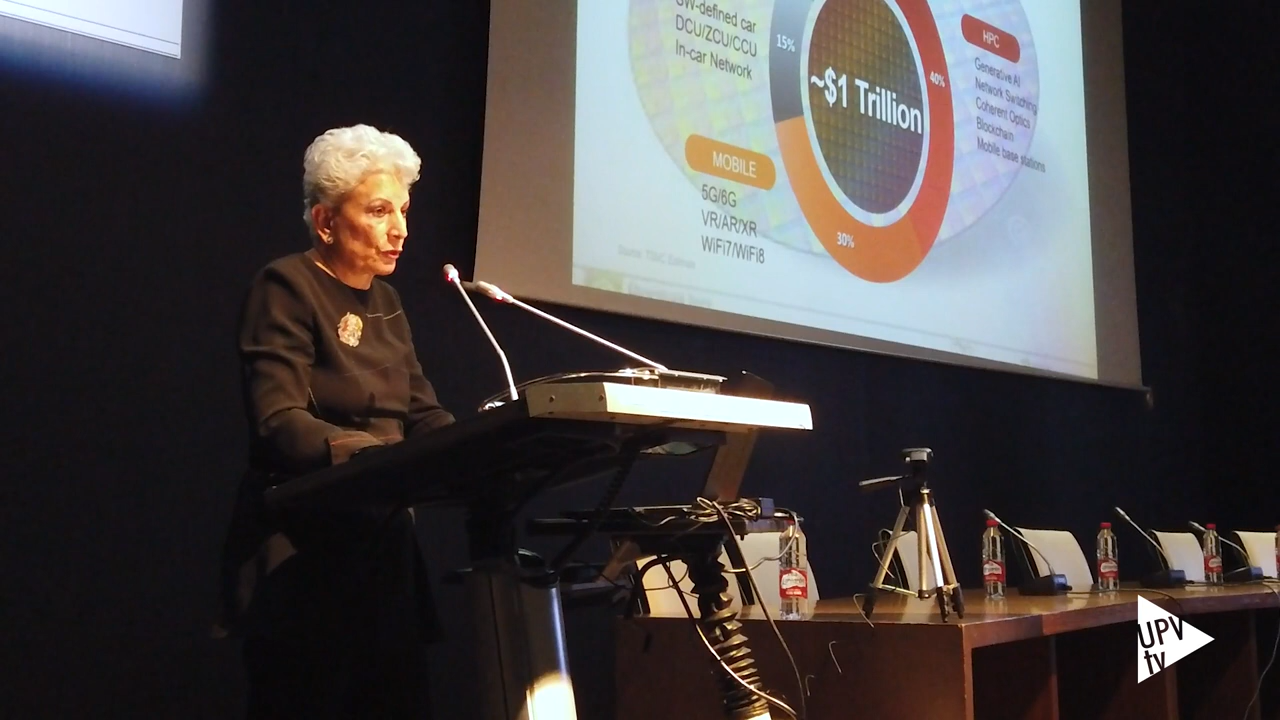 SW-defined car
DCU/ZCU/CCU
In-car Network
15%
~$1 Trillion
40%
HPC
Generative AI
Network Switching
Coherent Optics
Blockchain
Mobile base stations
MOBILE
5G/6G
VR/AR/XR
WiFi7/WiFi8
30%
UPV
tv